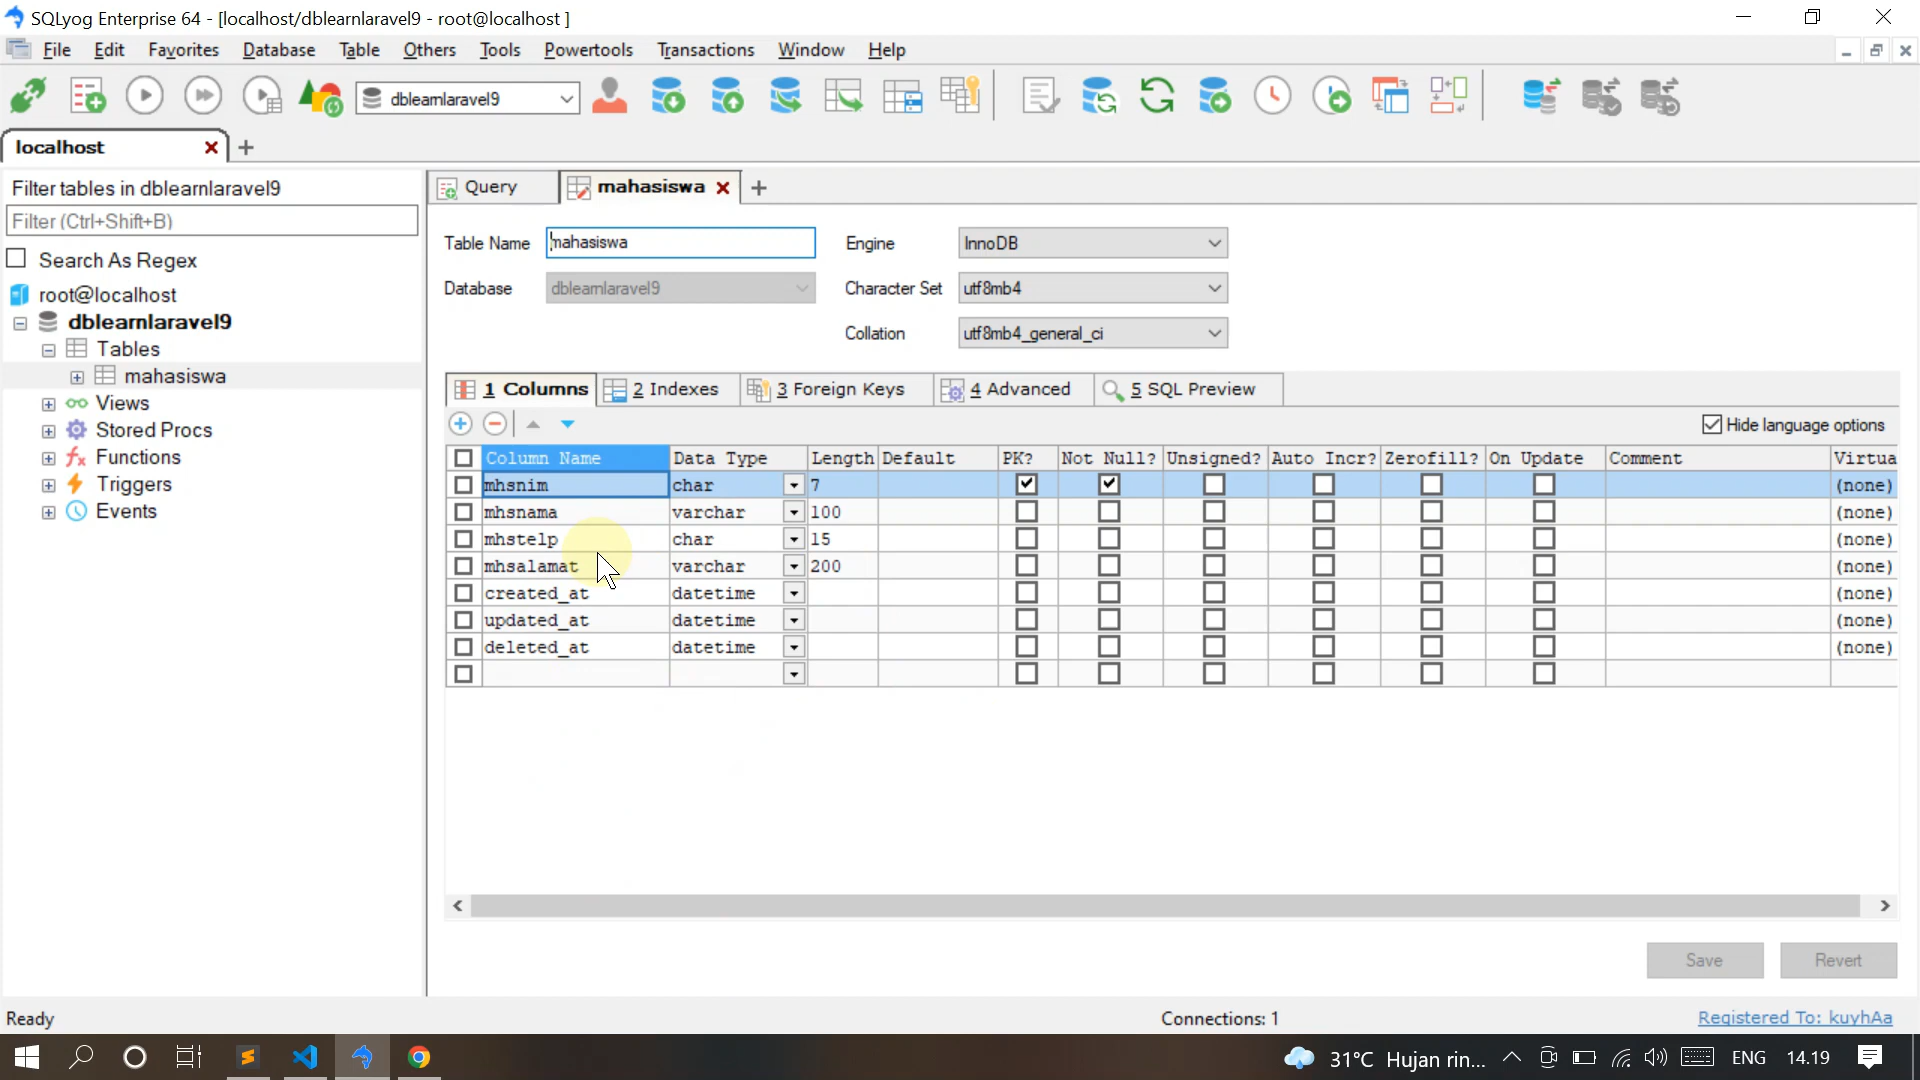 SQLyog Enterprise 64 - [localhost/dblearnlaravel9 - root@localhost ]
File Edit Favorites Database Table Others Tools Powertools Transactions Window Help
dblearnlaravel9
localhost
Filter tables in dblearnlaravel9
Filter (Ctrl+Shift+B)
Search As Regex
root@localhost
dblearnlaravel9
Tables
mahasiswa
Views
Stored Procs
Functions
Triggers
Events
Query mahasiswa
Table Name mahasiswa Engine InnoDB
Database dblearnlaravel9 Character Set utf8mb4
Collation utf8mb4_general_ci
1 Columns 2 Indexes 3 Foreign Keys 4 Advanced 5 SQL Preview
Hide language options
Column Name Data Type Length Default PK? Not Null? Unsigned? Auto Incr? Zerofill? On Update Comment Virtua
mhsnim char 7 (none)
mhsnama varchar 100 (none)
mhstelp char 15 (none)
mhsalamat varchar 200 (none)
created_at datetime (none)
updated_at datetime (none)
deleted_at datetime (none)
Save Revert
Ready Connections: 1 Registered To: kuyhAa
31°C Hujan rin... ENG 14.19